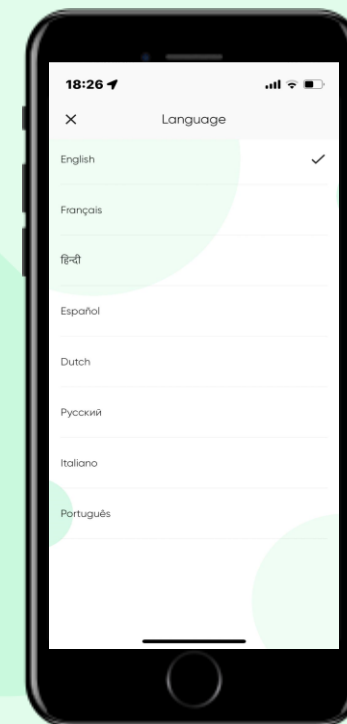 18:26
Language
English
Français
हिन्दी
Español
Dutch
Русский
Italiano
Português